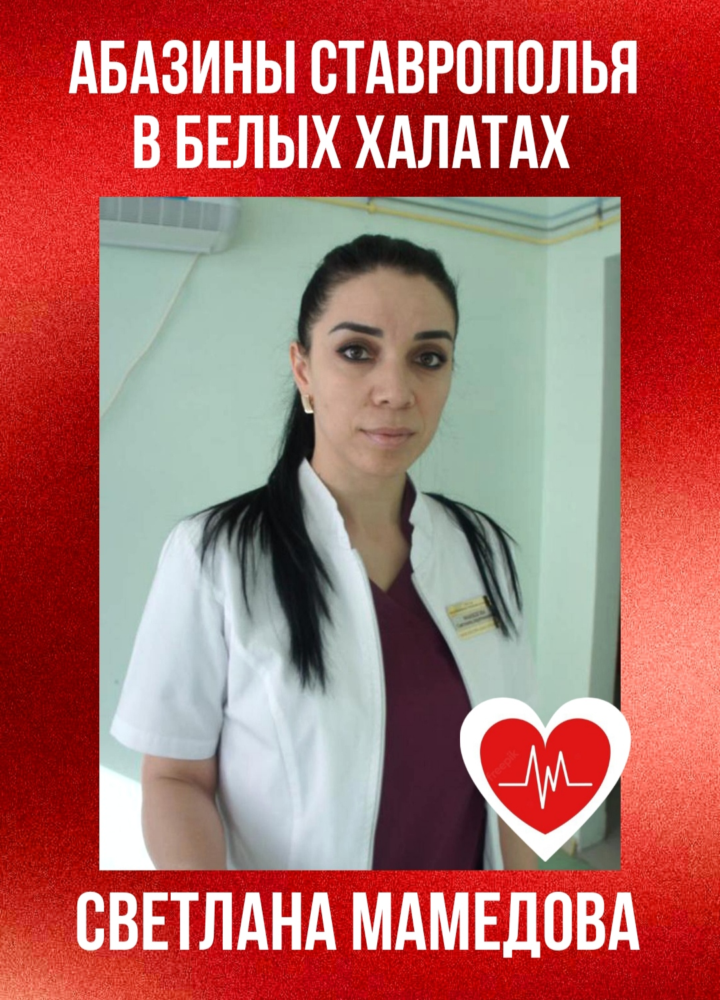 АБАЗИНЫ СТАВРОПОЛЬЯ
В БЕЛЫХ ХАЛАТАХ
СВЕТЛАНА МАМЕДОВА